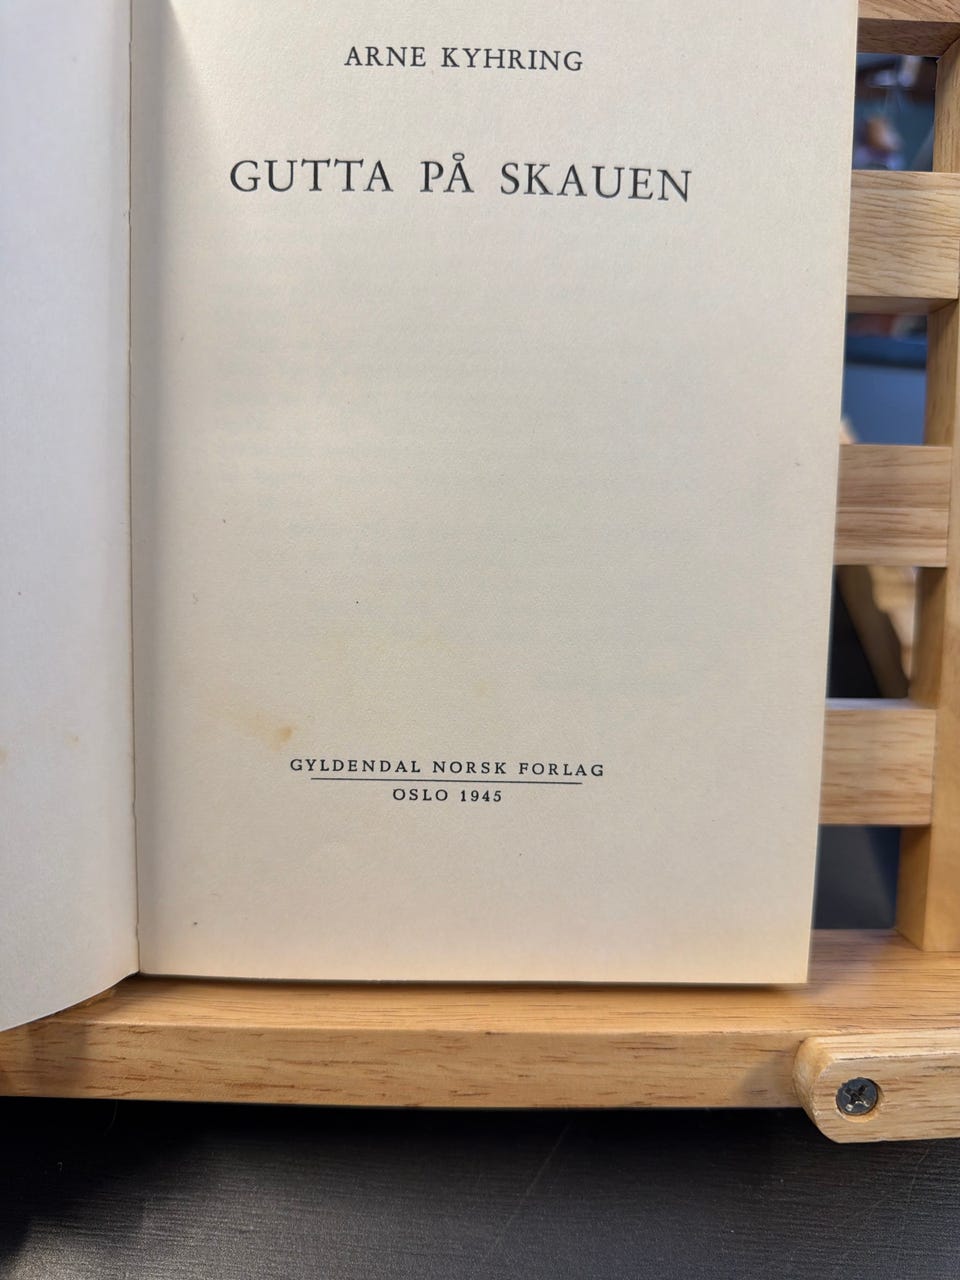 ARNE KYHRING
GUTTA PÅ SKAUEN
GYLDENDAL NORSK FORLAG
OSLO 1945